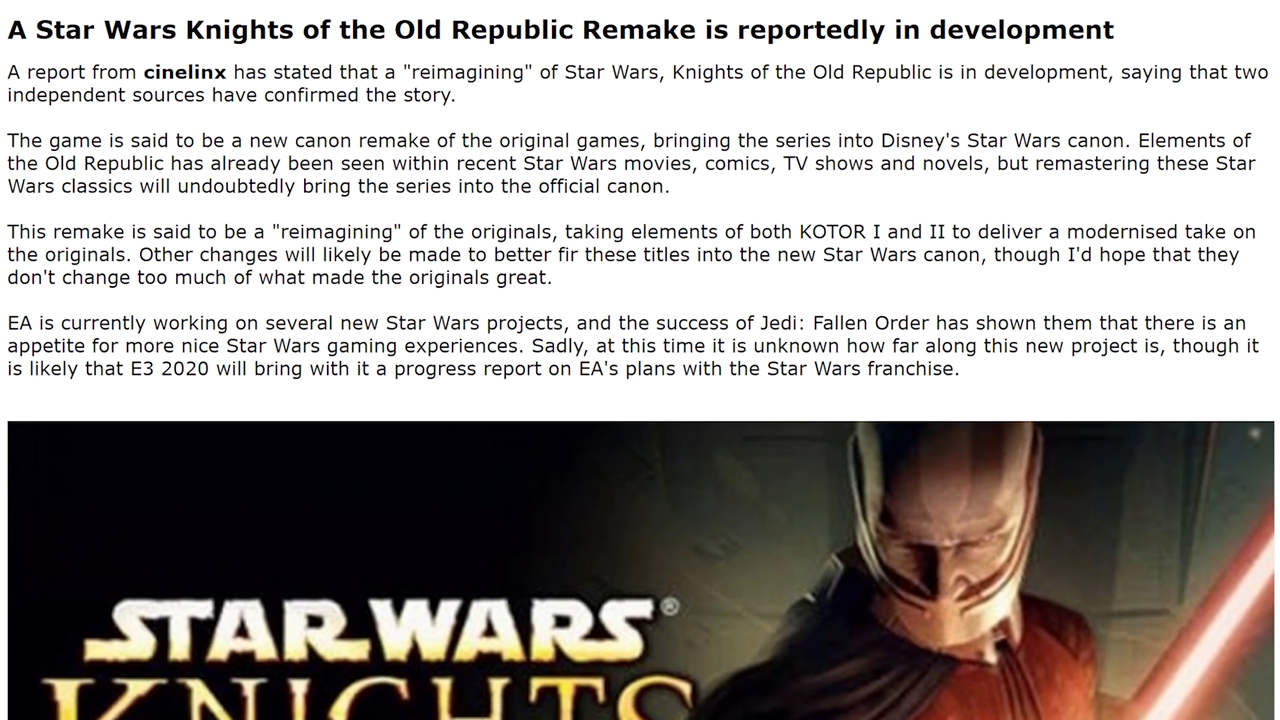 A Star Wars Knights of the Old Republic Remake is reportedly in development
A report from cinelinx has stated that a "reimagining" of Star Wars, Knights of the Old Republic is in development, saying that two
independent sources have confirmed the story.
The game is said to be a new canon remake of the original games, bringing the series into Disney's Star Wars canon. Elements of
the Old Republic has already been seen within recent Star Wars movies, comics, TV shows and novels, but remastering these Star
Wars classics will undoubtedly bring the series into the official canon.
This remake is said to be a "reimagining" of the originals, taking elements of both KOTOR I and II to deliver a modernised take on
the originals. Other changes will likely be made to better fir these titles into the new Star Wars canon, though I'd hope that they
don't change too much of what made the originals great.
EA is currently working on several new Star Wars projects, and the success of Jedi: Fallen Order has shown them that there is an
appetite for more nice Star Wars gaming experiences. Sadly, at this time it is unknown how far along this new project is, though it
is likely that E3 2020 will bring with it a progress report on EA's plans with the Star Wars franchise.
STAR WARS®
KNIGHTS